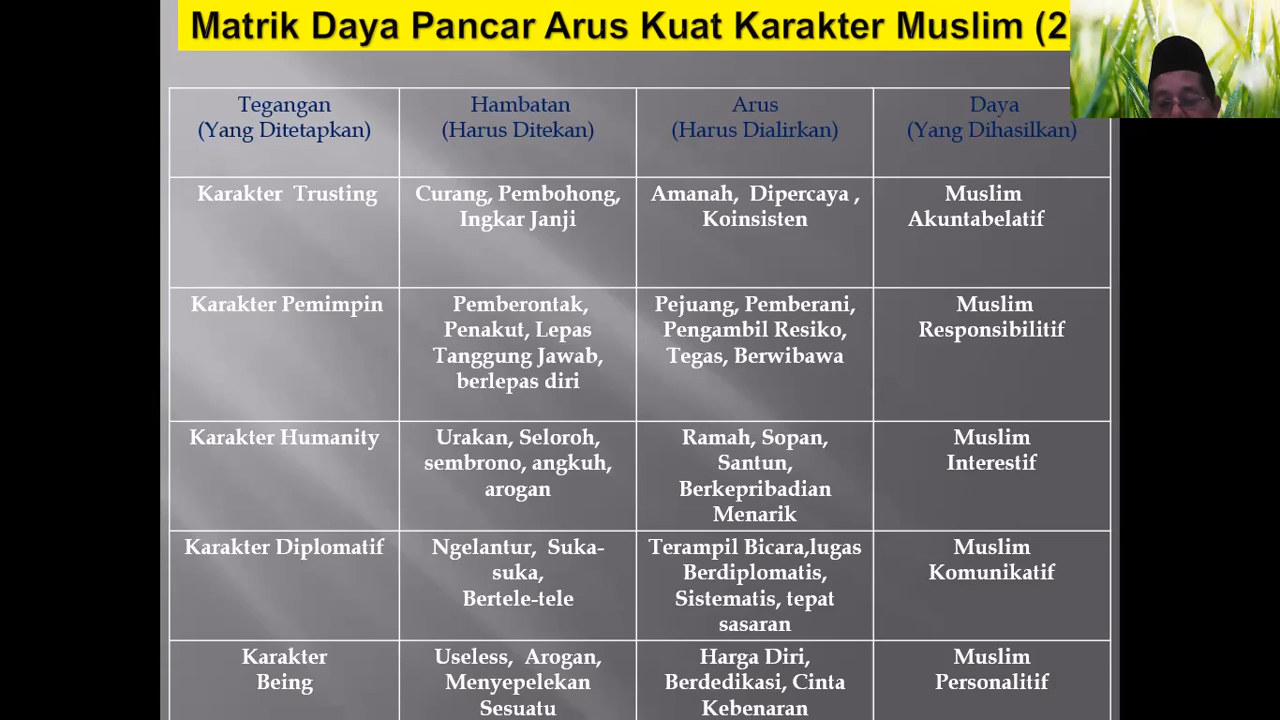 Matrik Daya Pancar Arus Kuat Karakter Muslim (2
Tegangan
(Yang Ditetapkan)
Hambatan
(Harus Ditekan)
Arus
(Harus Dialirkan)
Daya
(Yang Dihasilkan)
Karakter Trusting
Curang, Pembohong,
Ingkar Janji
Amanah, Dipercaya ,
Koinsisten
Muslim
Akuntabelatif
Karakter Pemimpin
Pemberontak,
Penakut, Lepas
Tanggung Jawab,
berlepas diri
Pejuang, Pemberani,
Pengambil Resiko,
Tegas, Berwibawa
Muslim
Responsibilitif
Karakter Humanity
Urakan, Seloroh,
sembrono, angkuh,
arogan
Ramah, Sopan,
Santun,
Berkepribadian
Menarik
Muslim
Interestif
Karakter Diplomatif
Ngelantur, Suka-
suka,
Bertele-tele
Terampil Bicara,lugas
Berdiplomatis,
Sistematis, tepat
sasaran
Muslim
Komunikatif
Karakter
Being
Useless, Arogan,
Menyepelekan
Sesuatu
Harga Diri,
Berdedikasi, Cinta
Kebenaran
Muslim
Personalitif